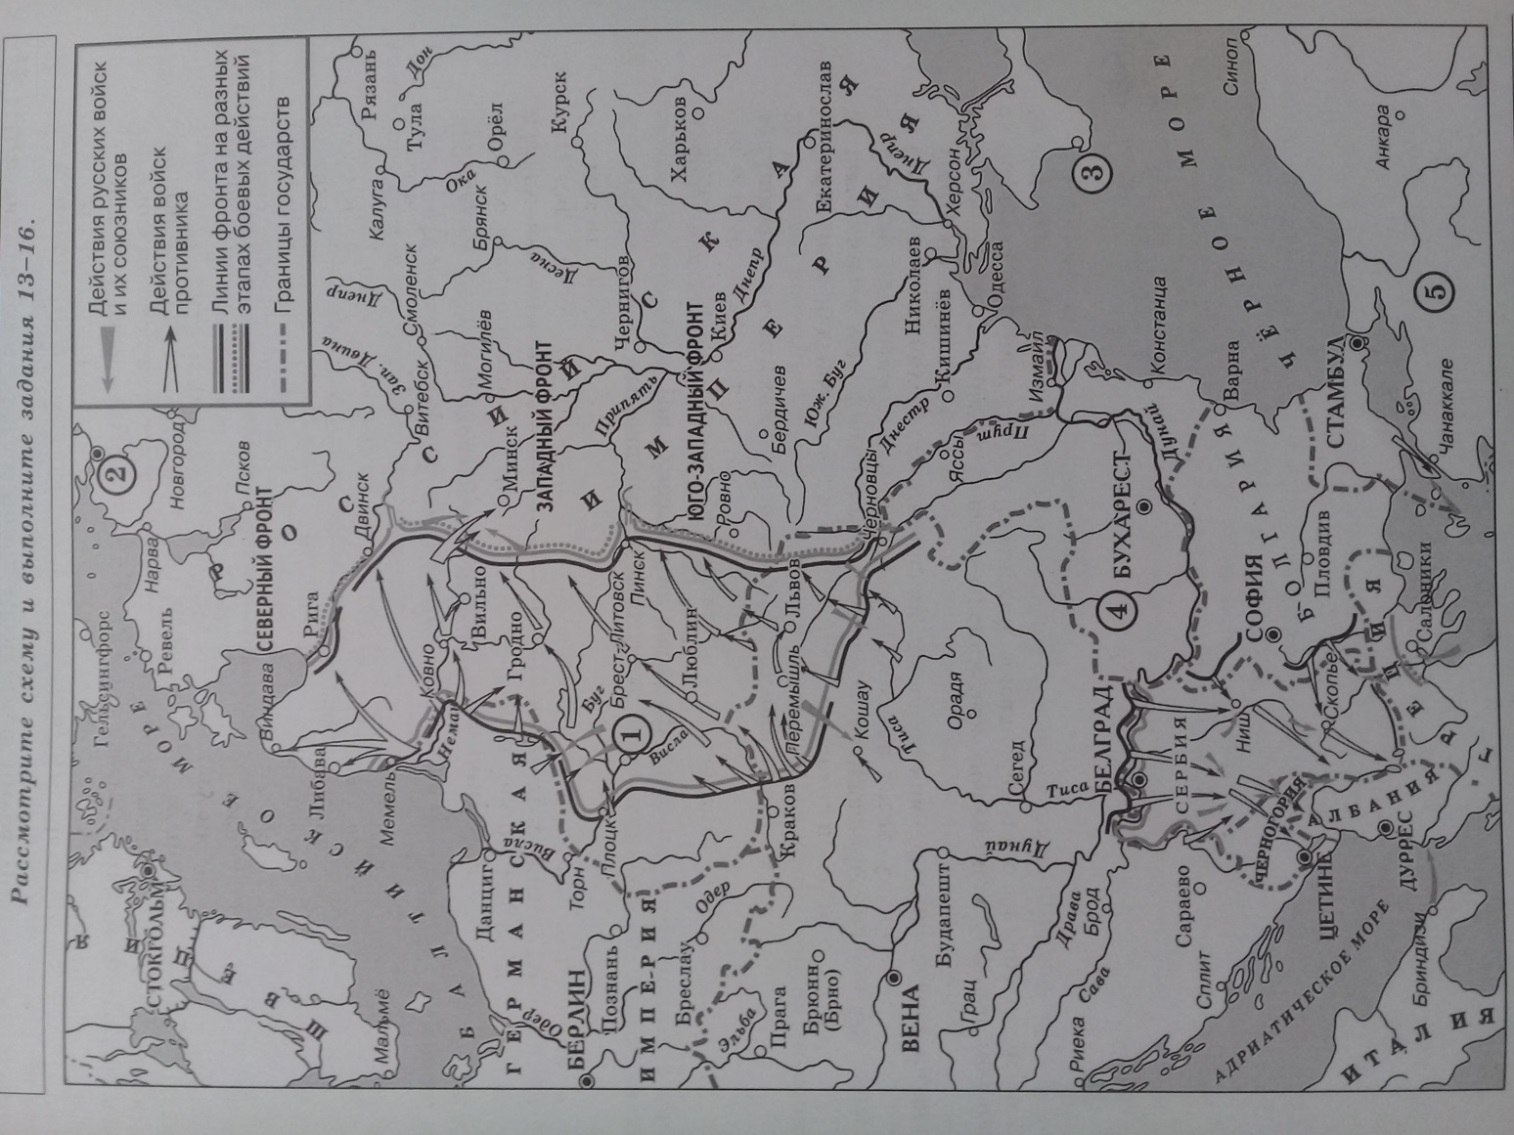 Рассмотрите схему и выполните задания 13–16.
Действия русских войск
и их союзников
Действия войск
противника
Линии фронта на разных
этапах боевых действий
Границы государств
СТОКГОЛЬМ
ШВЕЦИЯ
Мальмё
БАЛТИЙСКОЕ МОРЕ
Гельсингфорс
Ревель
Нарва
2
Новгород
Псков
СЕВЕРНЫЙ ФРОНТ
Виндава
Рига
Либава
Мемель
Двинск
РОССИЙСКАЯ
ИМПЕРИЯ
Зап. Двина
Витебск
Днепр
Смоленск
Калуга
Рязань
Тула
Дон
Ока
Орёл
Брянск
Десна
Могилёв
Минск
ЗАПАДНЫЙ ФРОНТ
Ковно
Неман
Вильно
Гродно
ГЕРМАНСКАЯ
ИМПЕРИЯ
Данциг
Висла
Торн
Плоцк
Одер
БЕРЛИН
Познань
Бреслау
Одер
Эльба
Прага
1
Буг
Висла
Брест-Литовск
Пинск
Припять
Люблин
Чернигов
Курск
Харьков
ЮГО-ЗАПАДНЫЙ ФРОНТ
Киев
Днепр
Ровно
Бердичев
Юж. Буг
Екатеринослав
Днепр
Херсон
Николаев
Одесса
Кишинёв
Днестр
Черновцы
Прут
Яссы
Измаил
Львов
Перемышль
Краков
Кошау
Брюнн
(Брно)
ВЕНА
Будапешт
Дунай
Грац
Тиса
Орадя
Сегед
Тиса
Драва
Брод
Сава
Риека
БЕЛГРАД
СЕРБИЯ
Сараево
Сплит
ЧЕРНОГОРИЯ
ЦЕТИНЕ
АДРИАТИЧЕСКОЕ МОРЕ
ИТАЛИЯ
Бриндизи
ДУРРЕС
АЛБАНИЯ
Ниш
Скопье
4
БУХАРЕСТ
Дунай
Констанца
Варна
СОФИЯ
БОЛГАРИЯ
Пловдив
Салоники
ГРЕЦИЯ
ЧЁРНОЕ МОРЕ
3
Синоп
Анкара
СТАМБУЛ
5
Чанаккале